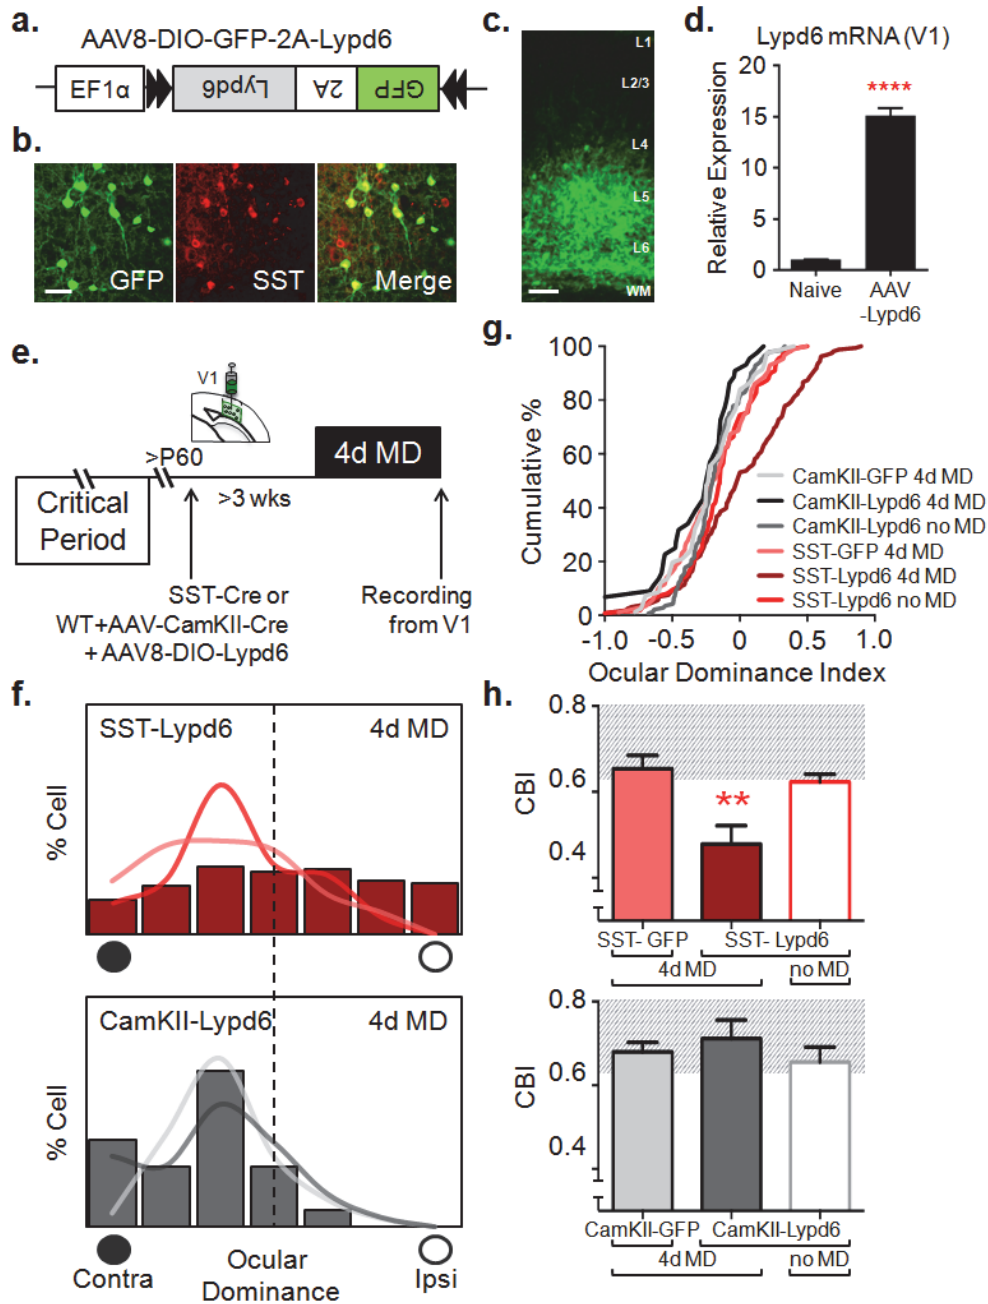 a.
AAV8-DIO-GFP-2A-Lypd6
EF1α
Lypd6
2A
GFP
b.
GFP
SST
Merge
c.
L1
L2/3
L4
L5
L6
WM
d.
Lypd6 mRNA (V1)
Relative Expression
20
15
10
5
0
****
Naive
AAV
-Lypd6
e.
V1
>P60
4d MD
Critical
Period
>3 wks
SST-Cre or
WT+AAV-CamKII-Cre
+ AAV8-DIO-Lypd6
Recording
from V1
f.
SST-Lypd6
4d MD
% Cell
CamKII-Lypd6
4d MD
% Cell
Contra
Ocular
Dominance
Ipsi
g.
Cumulative %
100
80
60
40
20
0
-1.0
-0.5
0
0.5
1.0
Ocular Dominance Index
CamKII-GFP 4d MD
CamKII-Lypd6 4d MD
CamKII-Lypd6 no MD
SST-GFP 4d MD
SST-Lypd6 4d MD
SST-Lypd6 no MD
h.
CBI
0.8
0.6
0.4
**
SST- GFP
SST- Lypd6
4d MD
no MD
CBI
0.8
0.6
0.4
CamKII-GFP
CamKII-Lypd6
4d MD
no MD